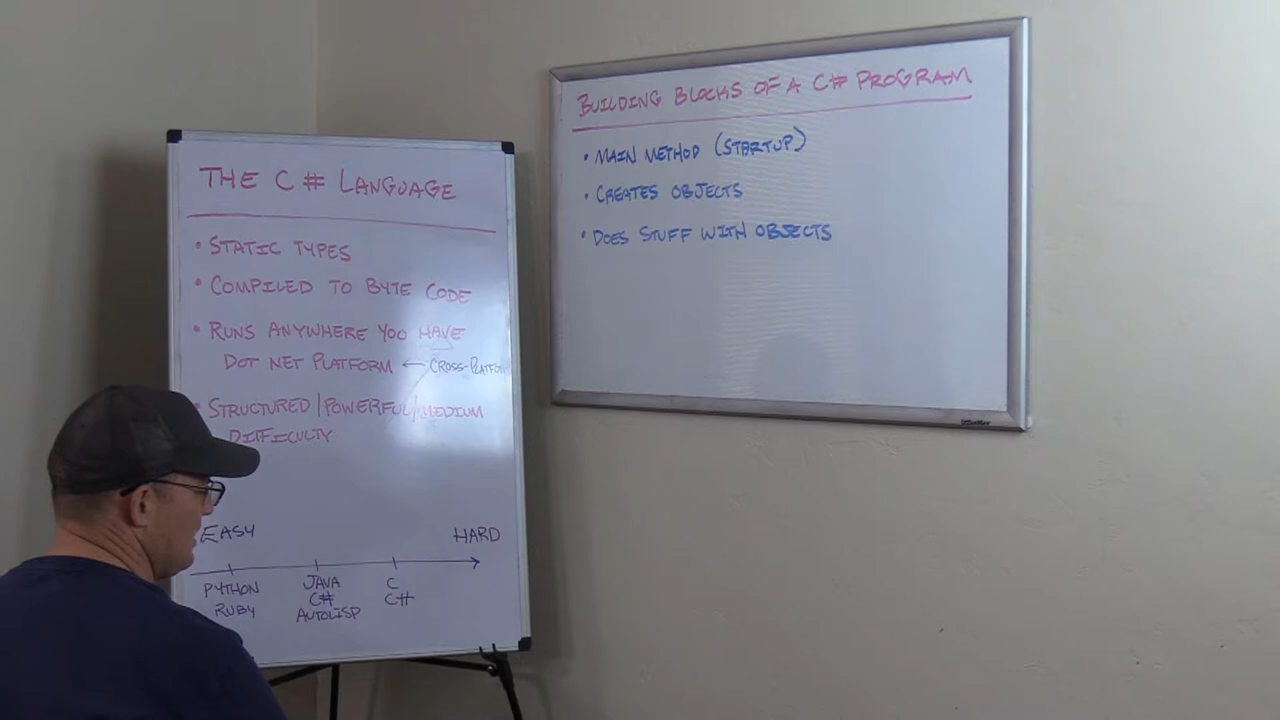 THE C# LANGUAGE
• STATIC TYPES
• COMPILED TO BYTE CODE
• RUNS ANYWHERE YOU HAVE
DOT NET PLATFORM ← CROSS-PLATFORM
• STRUCTURED/POWERFUL/MEDIUM
DIFFICULTY
EASY HARD
PYTHON JAVA C
RUBY C# C++
AUTOLISP
BUILDING BLOCKS OF A C# PROGRAM
• MAIN METHOD (STARTUP)
• CREATES OBJECTS
• DOES STUFF WITH OBJECTS